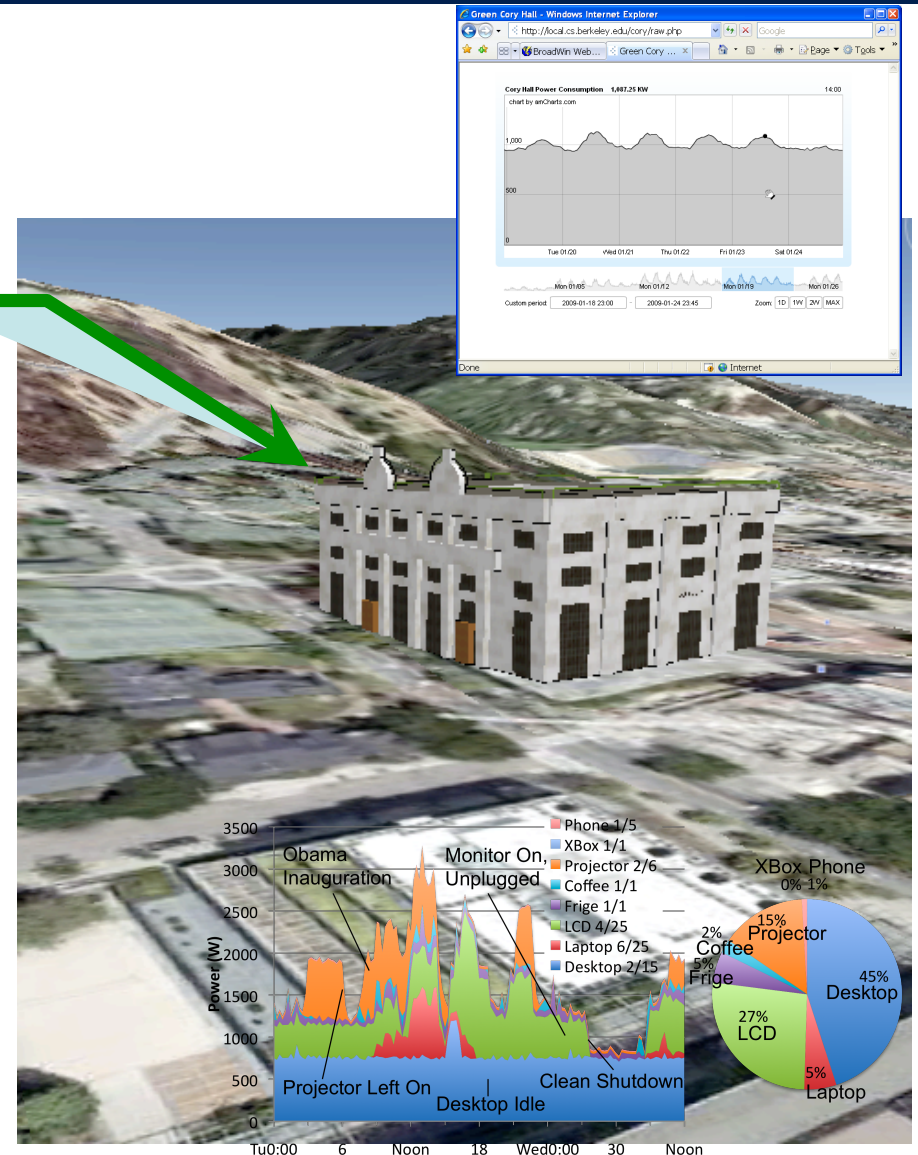 Green Cory Hall - Windows Internet Explorer
http://local.cs.berkeley.edu/cory/raw.php
Google
BroadWin Web...
Green Cory ...
Page
Tools
Cory Hall Power Consumption 1,087.25 KW
14:00
chart by amCharts.com
1,000
500
0
Tue 01/20
Wed 01/21
Thu 01/22
Fri 01/23
Sat 01/24
Mon 01/05
Mon 01/12
Mon 01/19
Mon 01/26
Custom period: 2009-01-18 23:00 - 2009-01-24 23:45
Zoom: 1D 1W 2W MAX
Done
Internet
Power (W)
3500
3000
2500
2000
1500
1000
500
0
Obama
Inauguration
Monitor On,
Unplugged
Projector Left On
Desktop Idle
Clean Shutdown
Phone 1/5
XBox 1/1
Projector 2/6
Coffee 1/1
Frige 1/1
LCD 4/25
Laptop 6/25
Desktop 2/15
Tu0:00
6
Noon
18
Wed0:00
30
Noon
XBox Phone
0% 1%
15%
Projector
2%
Coffee
5%
Frige
45%
Desktop
27%
LCD
5%
Laptop